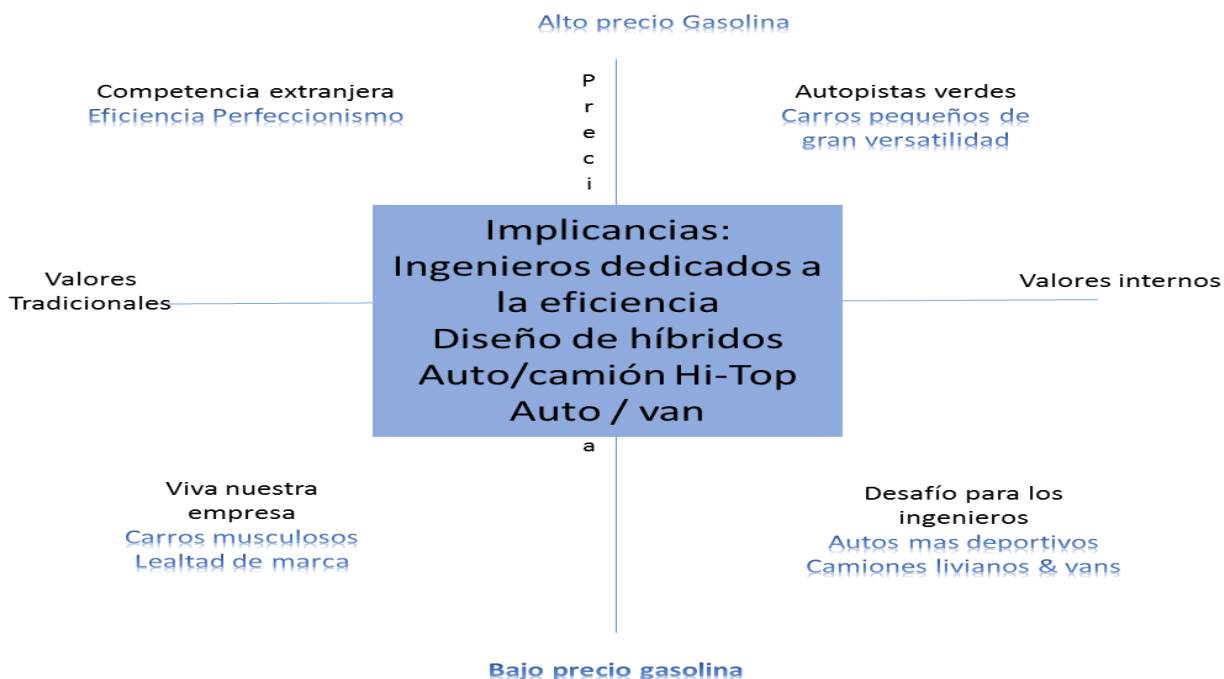 Alto precio Gasolina
Competencia extranjera
Eficiencia Perfeccionismo
P
r
e
c
i
Autopistas verdes
Carros pequeños de
gran versatilidad
Valores
Tradicionales
Implicancias:
Ingenieros dedicados a
la eficiencia
Diseño de híbridos
Auto/camión Hi-Top
Auto / van
Valores internos
a
Viva nuestra
empresa
Carros musculosos
Lealtad de marca
Desafío para los
ingenieros
Autos mas deportivos
Camiones livianos & vans
Bajo precio gasolina